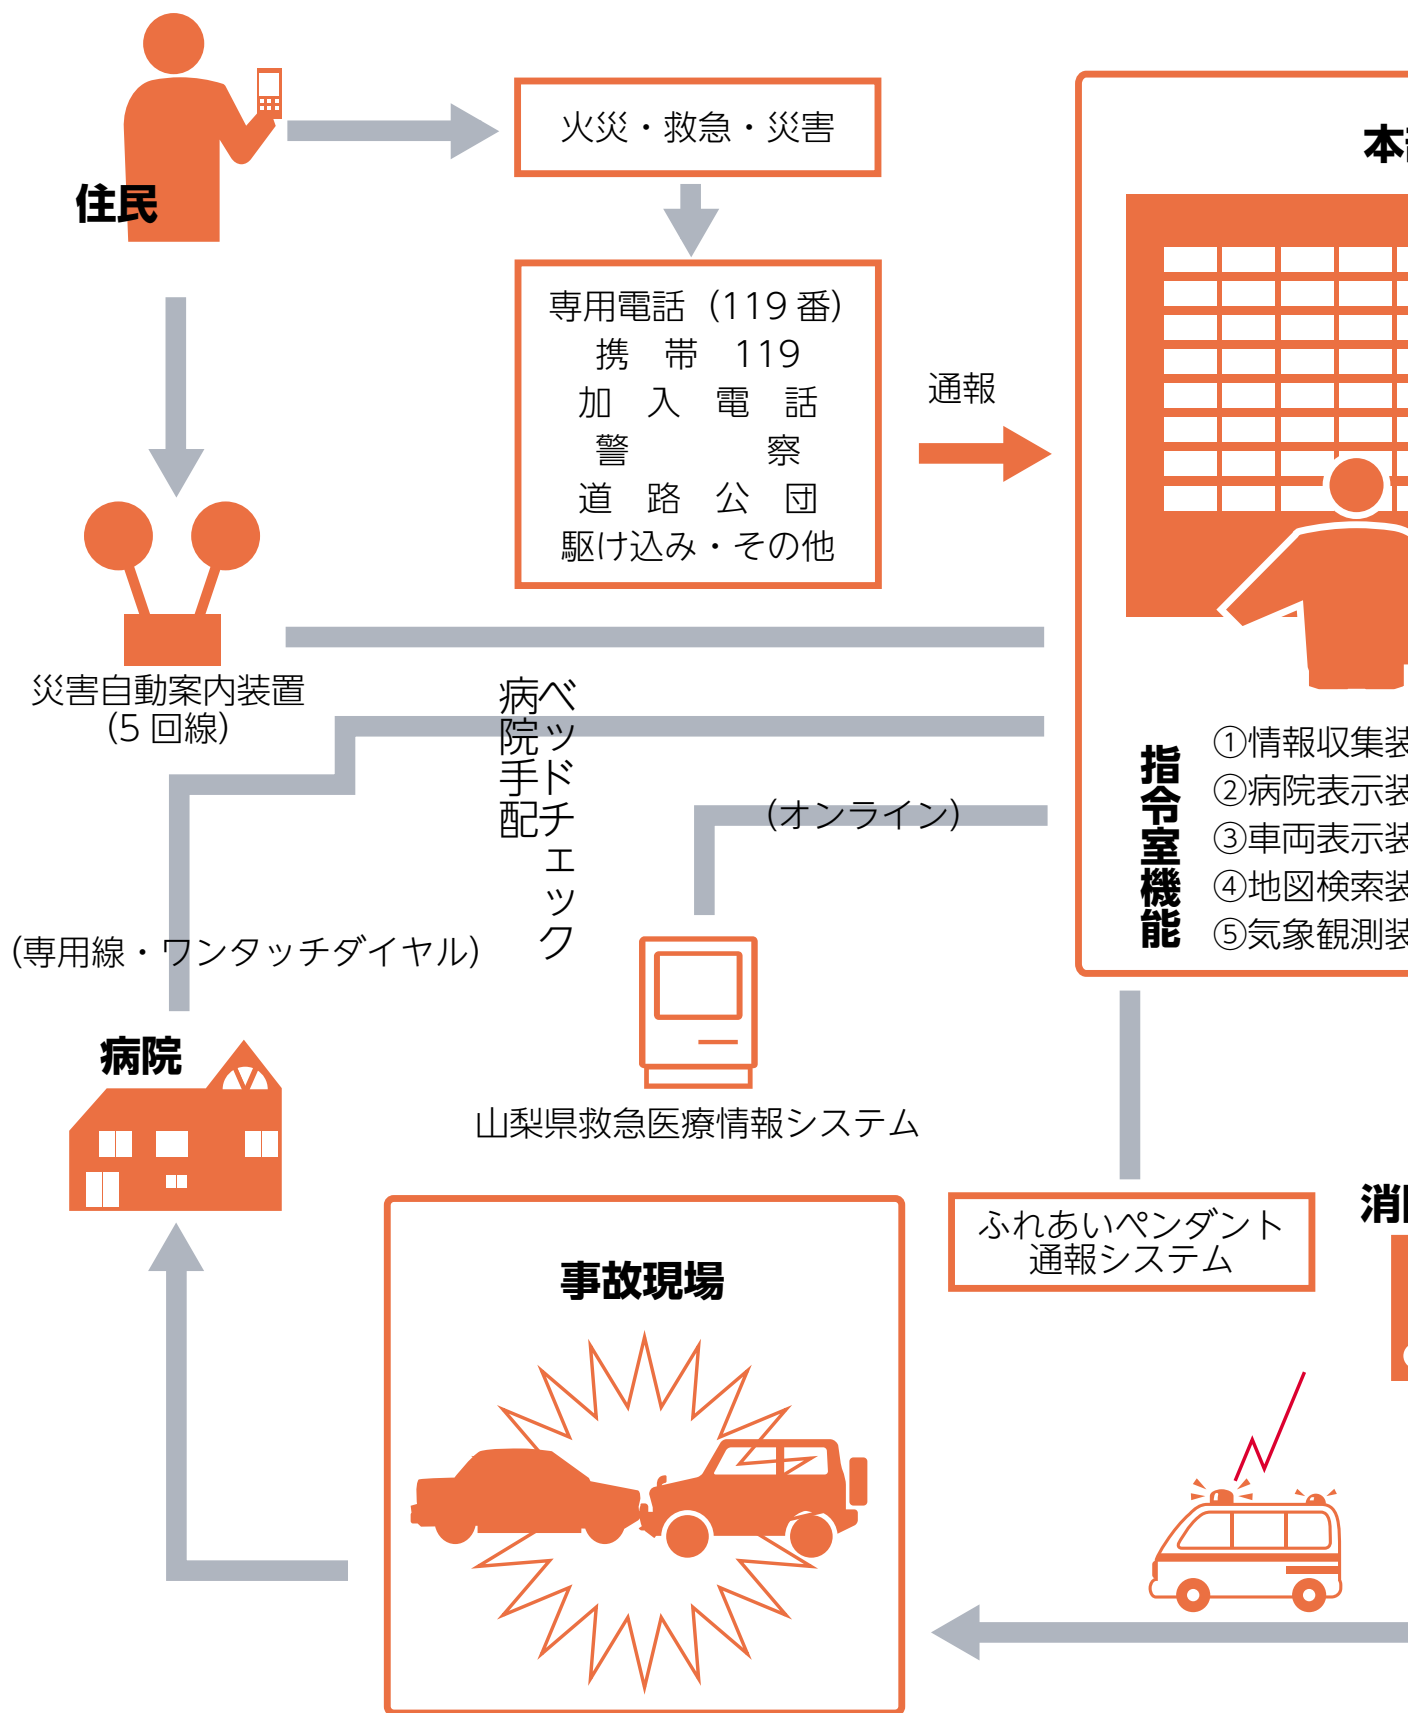 住民
火災・救急・災害
専用電話（119番）
携　帯　119
加　入　電　話
警　　　　察
道　路　公　団
駆け込み・その他
通報
本
災害自動案内装置
（5回線）
ベッドチェック
病院手配
（オンライン）
（専用線・ワンタッチダイヤル）
指令室機能
①情報収集装
②病院表示装
③車両表示装
④地図検索装
⑤気象観測装
病院
山梨県救急医療情報システム
ふれあいペンダント
通報システム
消
事故現場